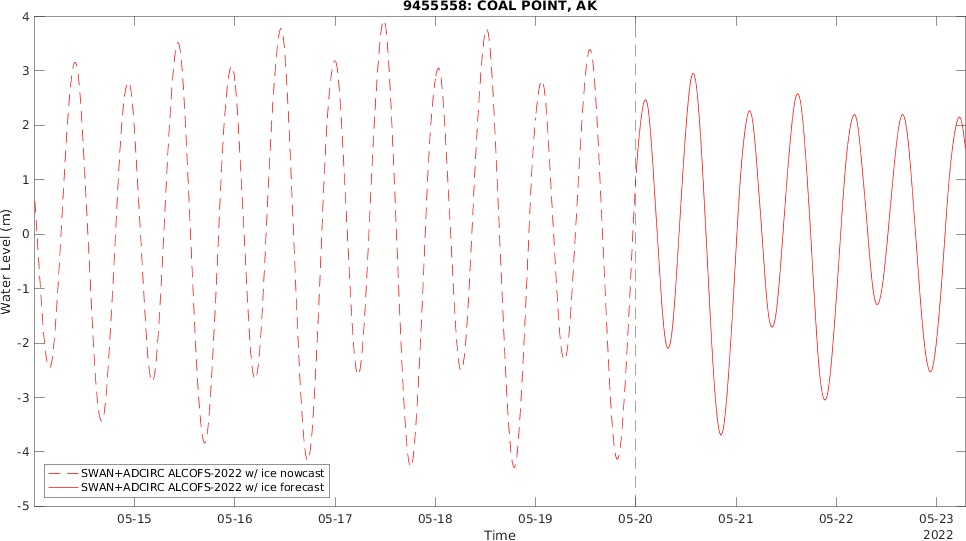 9455558: COAL POINT, AK
4
3
2
1
0
-1
-2
-3
-4
-5
Water Level (m)
SWAN+ADCIRC ALCOFS-2022 w/ ice nowcast
SWAN+ADCIRC ALCOFS-2022 w/ ice forecast
05-15 05-16 05-17 05-18 05-19 05-20 05-21 05-22 05-23
Time 2022